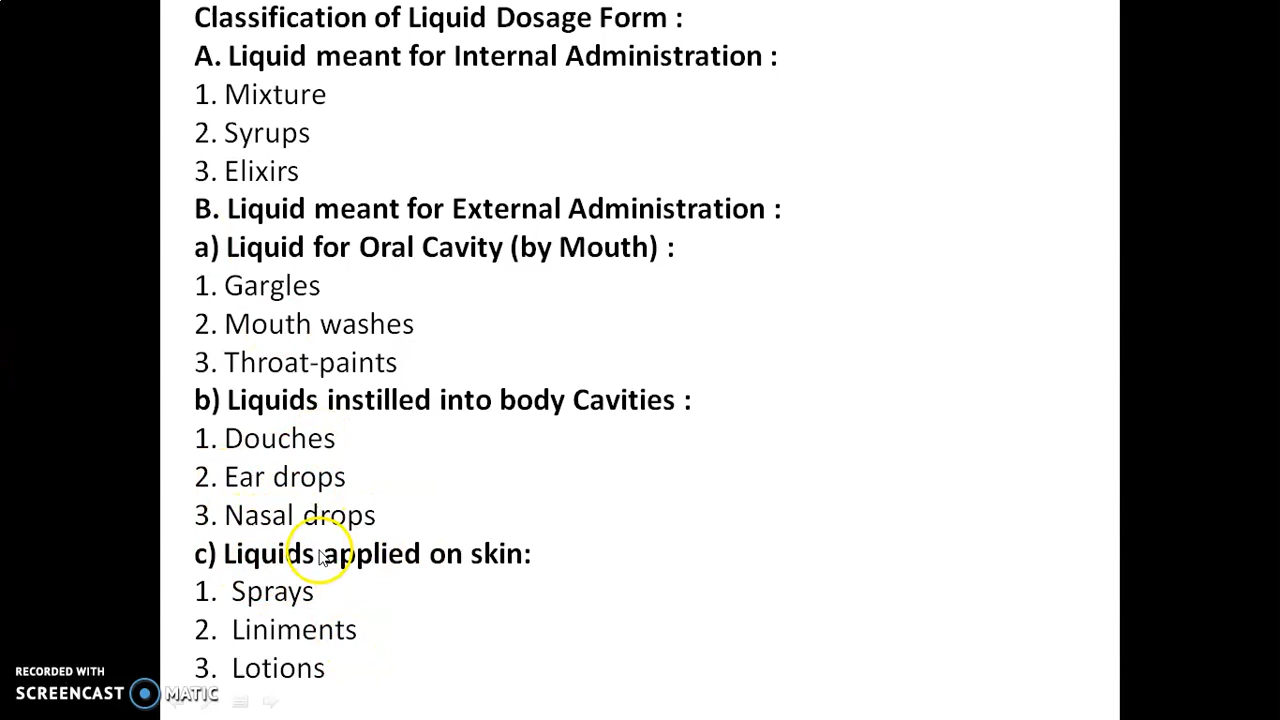 Classification of Liquid Dosage Form :
A. Liquid meant for Internal Administration :
1. Mixture
2. Syrups
3. Elixirs
B. Liquid meant for External Administration :
a) Liquid for Oral Cavity (by Mouth) :
1. Gargles
2. Mouth washes
3. Throat-paints
b) Liquids instilled into body Cavities :
1. Douches
2. Ear drops
3. Nasal drops
c) Liquids applied on skin:
1. Sprays
2. Liniments
3. Lotions
RECORDED WITH
SCREENCAST MATIC